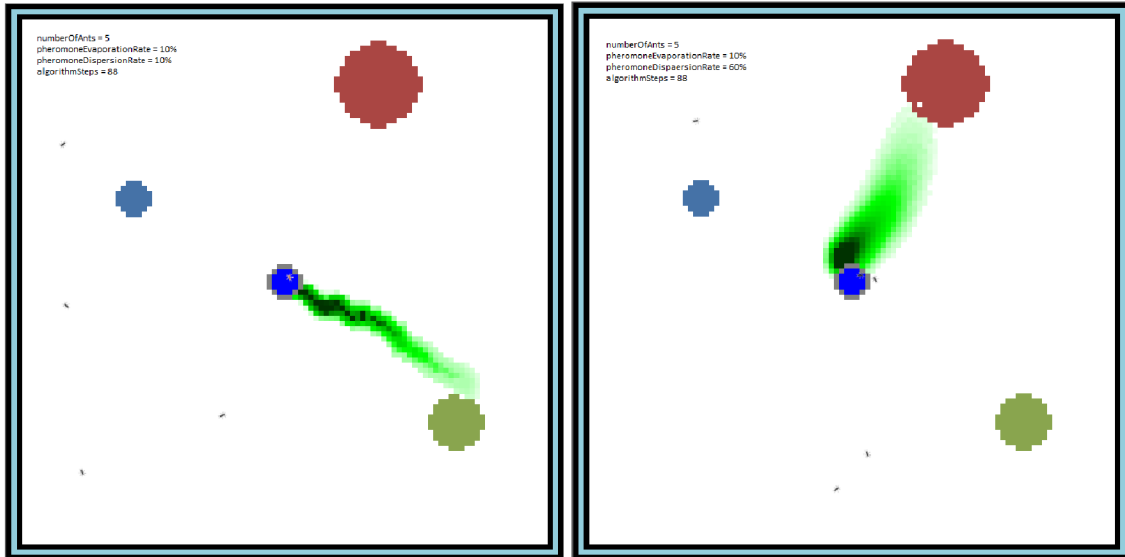 numberOfAnts = 5
pheromoneEvaporationRate = 10%
pheromoneDispersionRate = 10%
algorithmSteps = 88
numberOfAnts = 5
pheromoneEvaporationRate = 10%
pheromoneDispaersionRate = 60%
algorithmSteps = 88